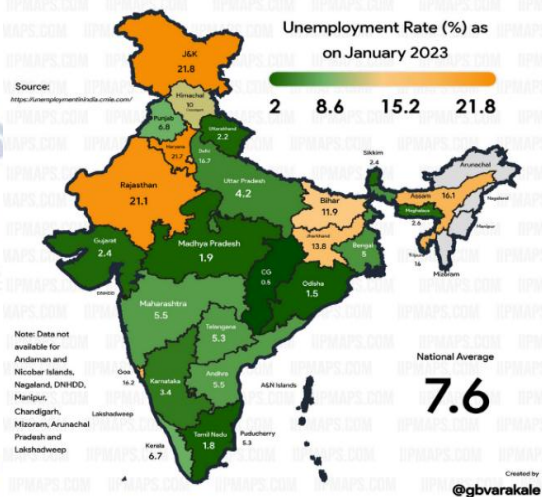 Unemployment Rate (%) as
on January 2023
2 8.6 15.2 21.8
Source:
https://unemploymentinindia.cmie.com/
J&K
21.8
Himachal
10
Punjab
6.8
Uttarakhand
2.2
Haryana
21.7
Delhi
16.7
Rajasthan
21.1
Uttar Pradesh
4.2
Bihar
11.9
Sikkim
2.4
Arunachal
Assam
16.1
Nagaland
Meghalaya
2.6
Manipur
Tripura
16
Mizoram
Gujarat
2.4
Madhya Pradesh
1.9
Jharkhand
13.8
Bengal
5
CG
0.5
Odisha
1.5
DNHDD
Maharashtra
5.5
Telangana
5.3
Goa
16.2
Karnataka
3.4
Andhra
5.5
A&N Islands
Lakshadweep
Kerala
6.7
Tamil Nadu
1.8
Puducherry
5.3
Note: Data not
available for
Andaman and
Nicobar Islands,
Nagaland, DNHDD,
Manipur,
Chandigarh,
Mizoram, Arunachal
Pradesh and
Lakshadweep
National Average
7.6
Created by
@gbvarakale